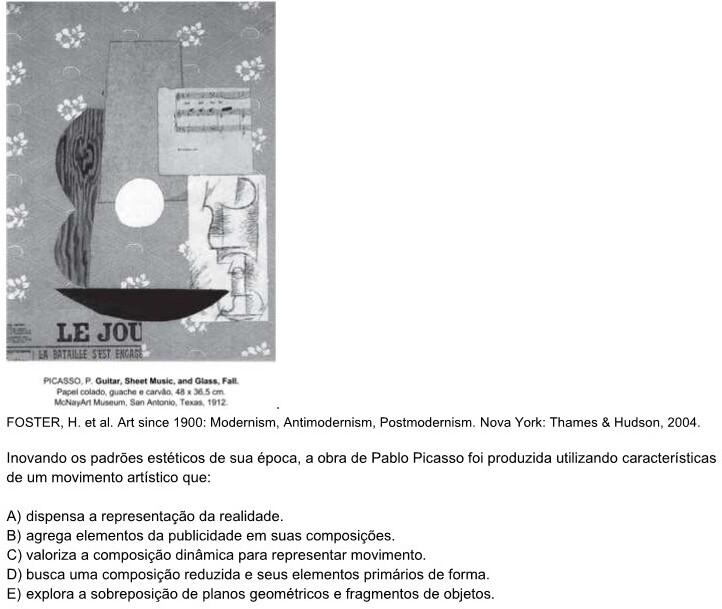 LE JOU
LA BATAILLE S'EST ENGAGÉ
PICASSO, P. Guitar, Sheet Music, and Glass, Fall.
Papel colado, guache e carvão, 48 x 36,5 cm.
McNayArt Museum, San Antonio, Texas, 1912.
FOSTER, H. et al. Art since 1900: Modernism, Antimodernism, Postmodernism. Nova York: Thames & Hudson, 2004.
Inovando os padrões estéticos de sua época, a obra de Pablo Picasso foi produzida utilizando características
de um movimento artístico que:
A) dispensa a representação da realidade.
B) agrega elementos da publicidade em suas composições.
C) valoriza a composição dinâmica para representar movimento.
D) busca uma composição reduzida e seus elementos primários de forma.
E) explora a sobreposição de planos geométricos e fragmentos de objetos.